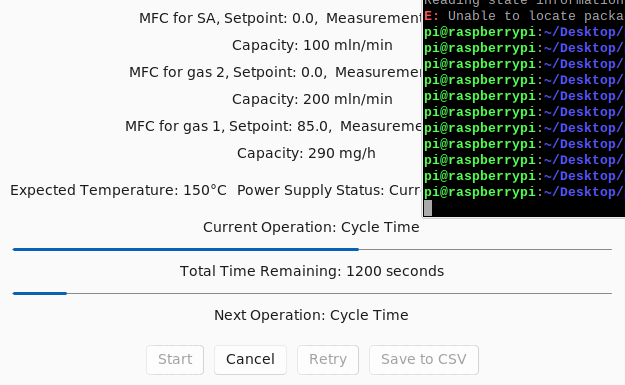 MFC for SA, Setpoint: 0.0, Measurement
Capacity: 100 mln/min
MFC for gas 2, Setpoint: 0.0, Measuremen
Capacity: 200 mln/min
MFC for gas 1, Setpoint: 85.0, Measureme
Capacity: 290 mg/h
Expected Temperature: 150°C Power Supply Status: Curr
Current Operation: Cycle Time
Total Time Remaining: 1200 seconds
Next Operation: Cycle Time
Start Cancel Retry Save to CSV
Reading state information
E: Unable to locate packa
pi@raspberrypi:~/Desktop/
pi@raspberrypi:~/Desktop/
pi@raspberrypi:~/Desktop/
pi@raspberrypi:~/Desktop/
pi@raspberrypi:~/Desktop/
pi@raspberrypi:~/Desktop/
pi@raspberrypi:~/Desktop/
pi@raspberrypi:~/Desktop/
pi@raspberrypi:~/Desktop/
pi@raspberrypi:~/Desktop/
pi@raspberrypi:~/Desktop/